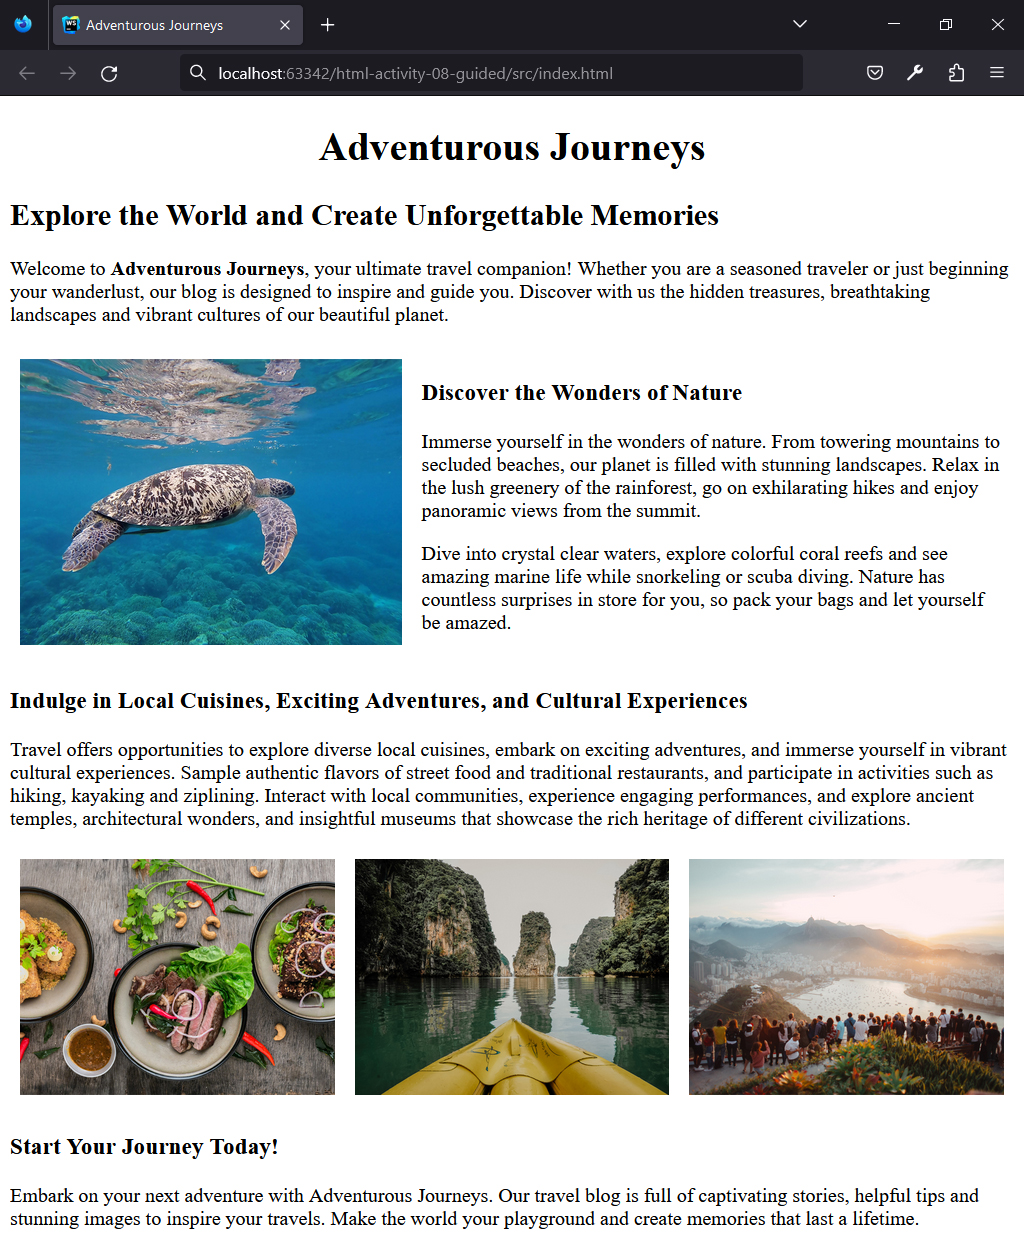 Adventurous Journeys
localhost:63342/html-activity-08-guided/src/index.html
Adventurous Journeys
Explore the World and Create Unforgettable Memories
Welcome to Adventurous Journeys, your ultimate travel companion! Whether you are a seasoned traveler or just beginning
your wanderlust, our blog is designed to inspire and guide you. Discover with us the hidden treasures, breathtaking
landscapes and vibrant cultures of our beautiful planet.
Discover the Wonders of Nature
Immerse yourself in the wonders of nature. From towering mountains to
secluded beaches, our planet is filled with stunning landscapes. Relax in
the lush greenery of the rainforest, go on exhilarating hikes and enjoy
panoramic views from the summit.
Dive into crystal clear waters, explore colorful coral reefs and see
amazing marine life while snorkeling or scuba diving. Nature has
countless surprises in store for you, so pack your bags and let yourself
be amazed.
Indulge in Local Cuisines, Exciting Adventures, and Cultural Experiences
Travel offers opportunities to explore diverse local cuisines, embark on exciting adventures, and immerse yourself in vibrant
cultural experiences. Sample authentic flavors of street food and traditional restaurants, and participate in activities such as
hiking, kayaking and ziplining. Interact with local communities, experience engaging performances, and explore ancient
temples, architectural wonders, and insightful museums that showcase the rich heritage of different civilizations.
Start Your Journey Today!
Embark on your next adventure with Adventurous Journeys. Our travel blog is full of captivating stories, helpful tips and
stunning images to inspire your travels. Make the world your playground and create memories that last a lifetime.